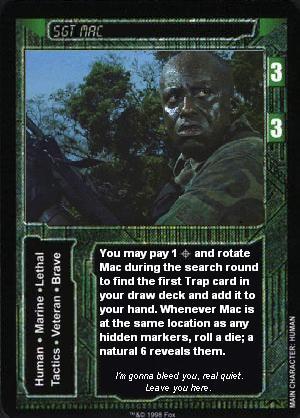 SGT MAC
3
3
Human • Marine • Lethal
Tactics • Veteran • Brave
You may pay 1 and rotate
Mac during the search round
to find the first Trap card in
your draw deck and add it to
your hand. Whenever Mac is
at the same location as any
hidden markers, roll a die; a
natural 6 reveals them.
I'm gonna bleed you, real quiet.
Leave you here.
MAIN CHARACTER: HUMAN
™&© 1998 Fox